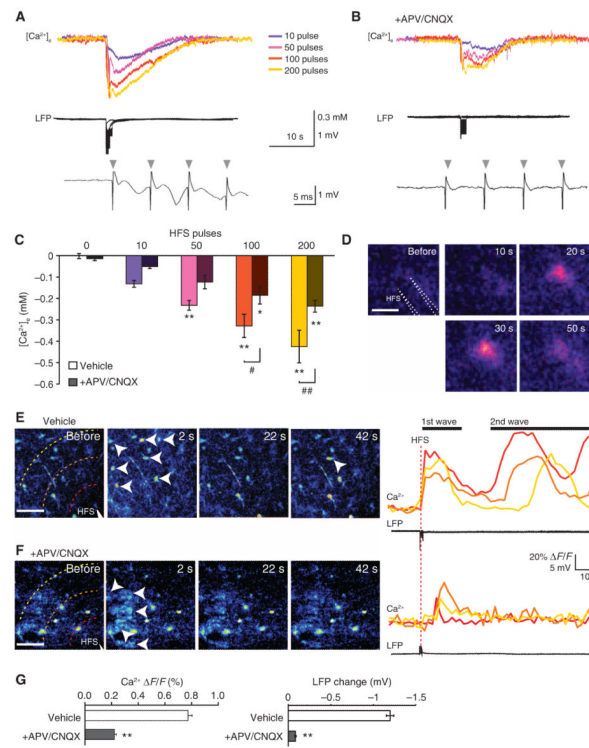 A
[Ca²⁺]ₑ
10 pulse
50 pulses
100 pulses
200 pulses
LFP
0.3 mM
1 mV
10 s
5 ms
1 mV
B
+APV/CNQX
[Ca²⁺]ₑ
LFP
C
HFS pulses
0 10 50 100 200
0
−0.1
−0.2
−0.3
−0.4
−0.5
−0.6
[Ca²⁺]ₑ (mM)
** ** * ** **
# ##
Vehicle
+APV/CNQX
D
Before
HFS
10 s
20 s
30 s
50 s
E
Vehicle
Before
HFS
2 s
22 s
42 s
1st wave 2nd wave
HFS
Ca²⁺
LFP
20% ΔF/F
5 mV
10
F
+APV/CNQX
Before
HFS
2 s
22 s
42 s
Ca²⁺
LFP
G
Ca²⁺ ΔF/F (%)
0.0 0.2 0.4 0.6 0.8 1.0
Vehicle
+APV/CNQX
**
LFP change (mV)
0 −0.5 −1 −1.5
Vehicle
+APV/CNQX
**